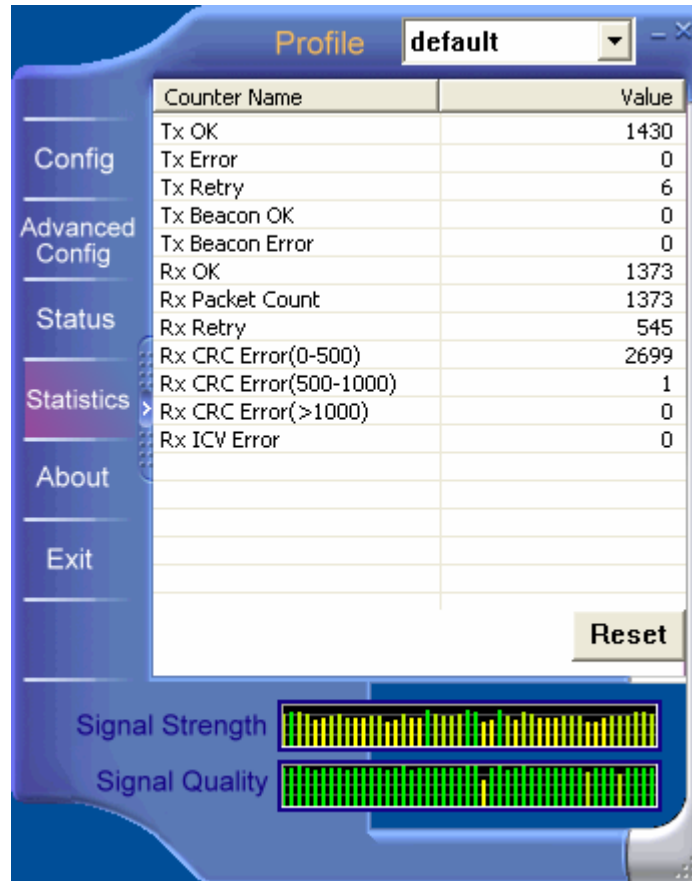 Profile default
Counter Name Value
Tx OK 1430
Tx Error 0
Tx Retry 6
Tx Beacon OK 0
Tx Beacon Error 0
Rx OK 1373
Rx Packet Count 1373
Rx Retry 545
Rx CRC Error(0-500) 2699
Rx CRC Error(500-1000) 1
Rx CRC Error(>1000) 0
Rx ICV Error 0
Config
Advanced
Config
Status
Statistics
About
Exit
Reset
Signal Strength
Signal Quality